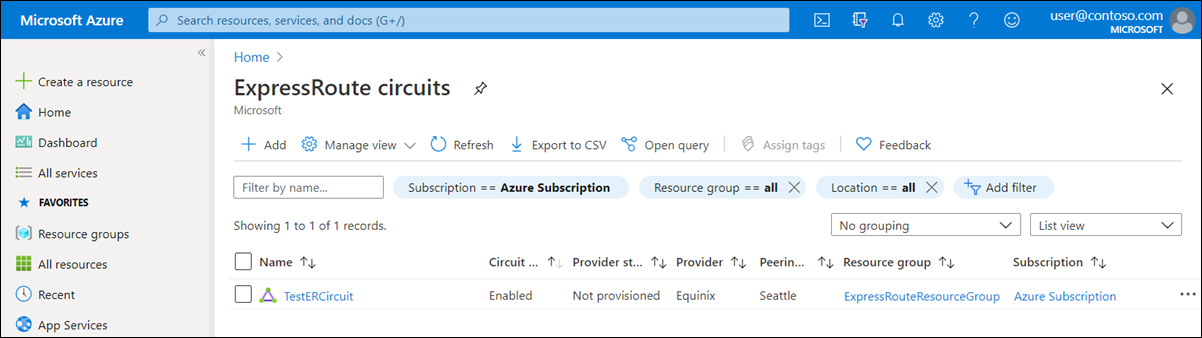 Microsoft Azure
Search resources, services, and docs (G+/)
user@contoso.com
MICROSOFT
«
Create a resource
Home
Dashboard
All services
FAVORITES
Resource groups
All resources
Recent
App Services
Home >
ExpressRoute circuits
Microsoft
Add Manage view Refresh Export to CSV Open query Assign tags Feedback
Filter by name... Subscription == Azure Subscription Resource group == all Location == all Add filter
Showing 1 to 1 of 1 records. No grouping List view
Name ↑↓ Circuit ... ↑↓ Provider st... ↑↓ Provider ↑↓ Peerin... ↑↓ Resource group ↑↓ Subscription ↑↓
TestERCircuit Enabled Not provisioned Equinix Seattle ExpressRouteResourceGroup Azure Subscription ...